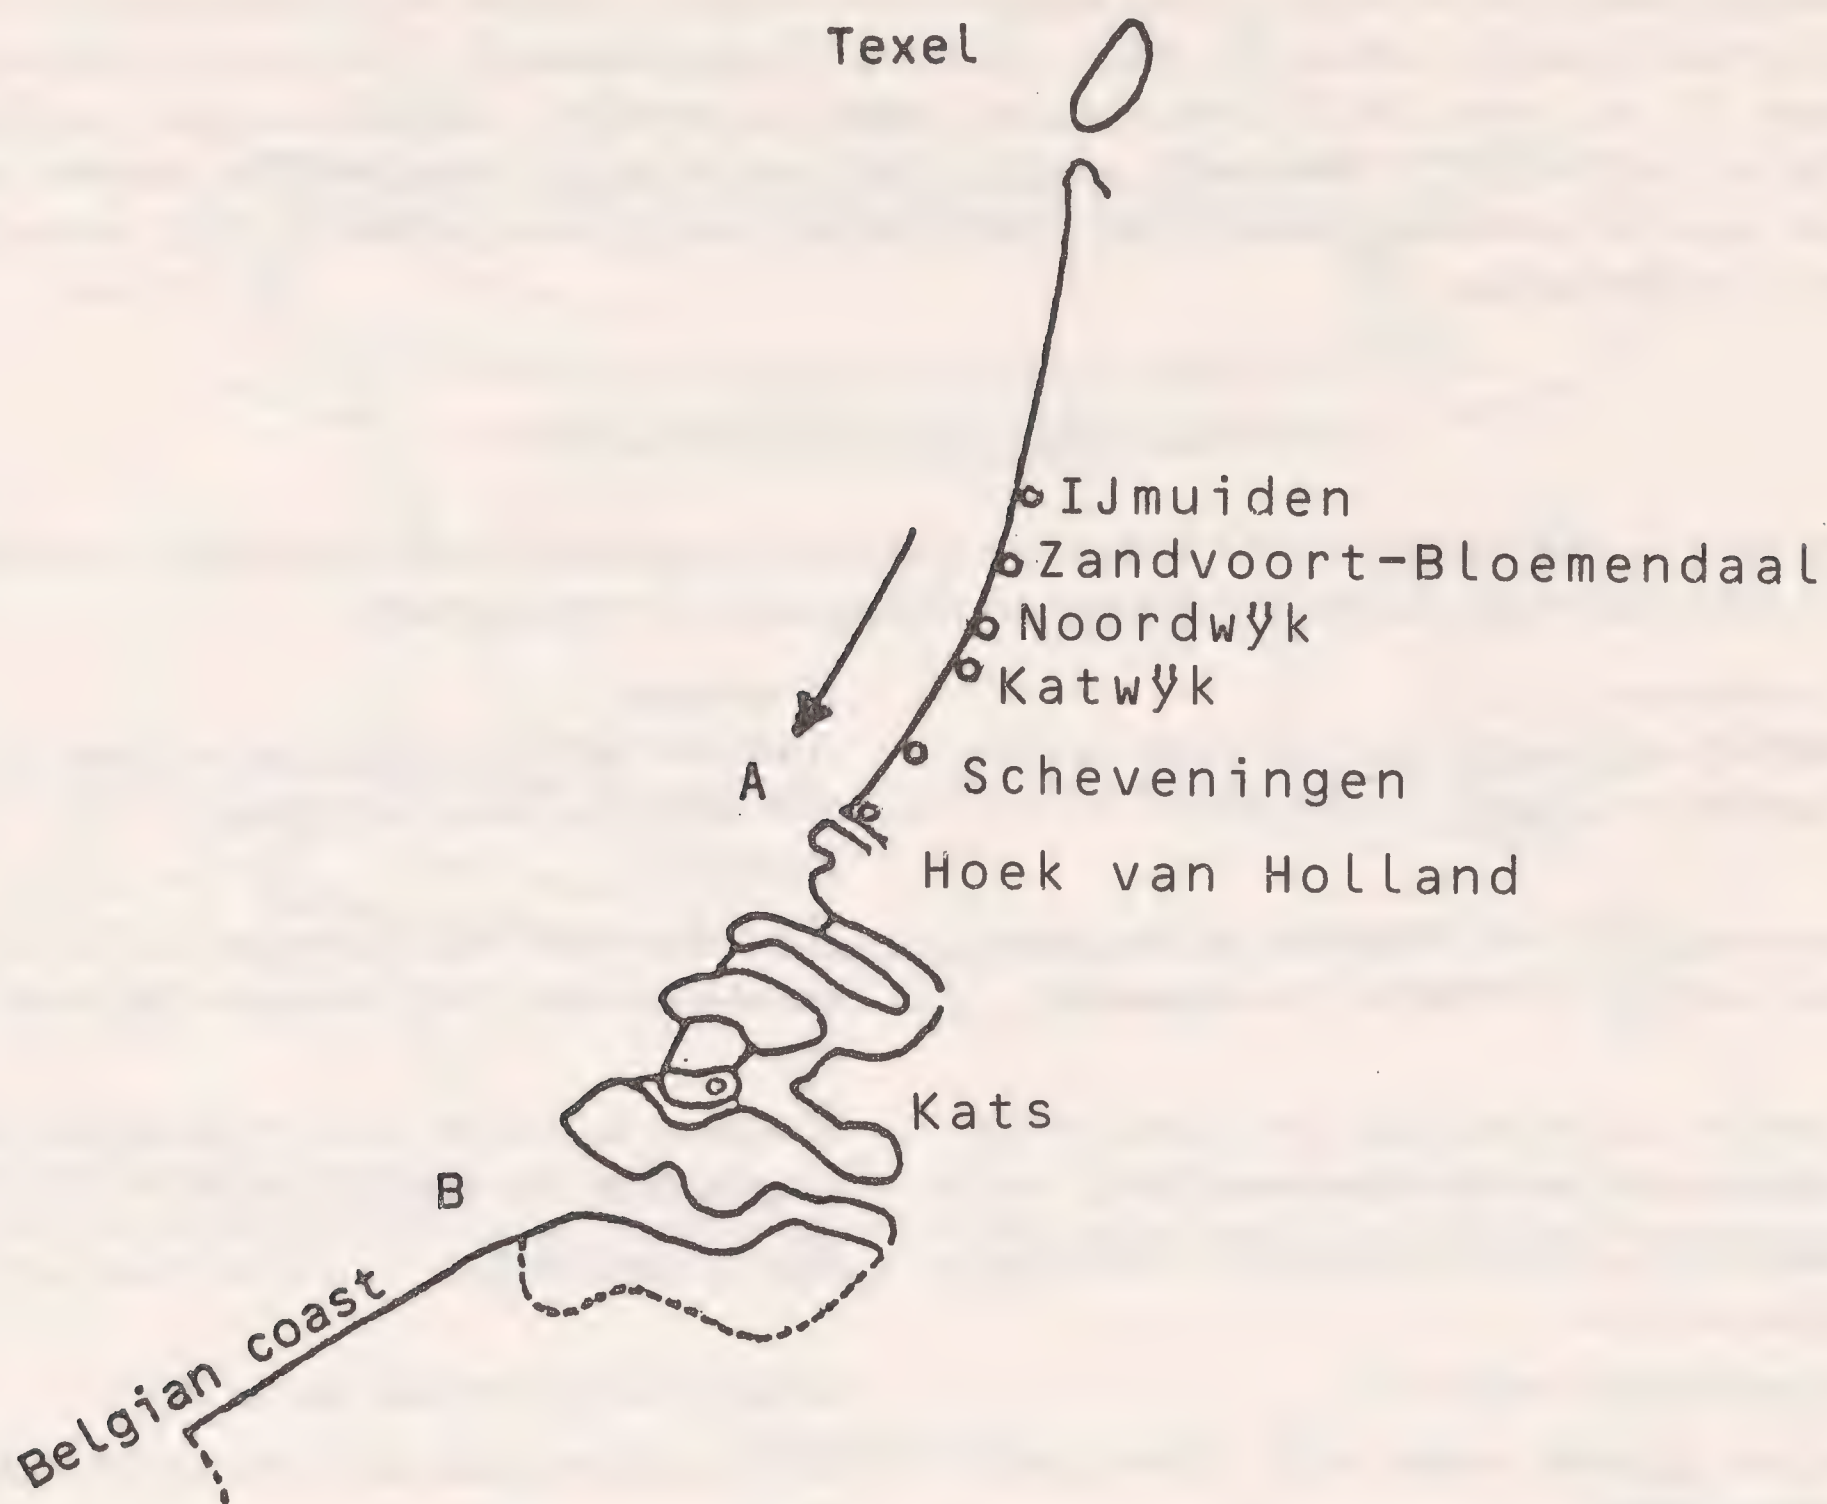 Texel
IJmuiden
Zandvoort-Bloemendaal
Noordwÿk
Katwÿk
A
Scheveningen
Hoek van Holland
Kats
B
Belgian coast